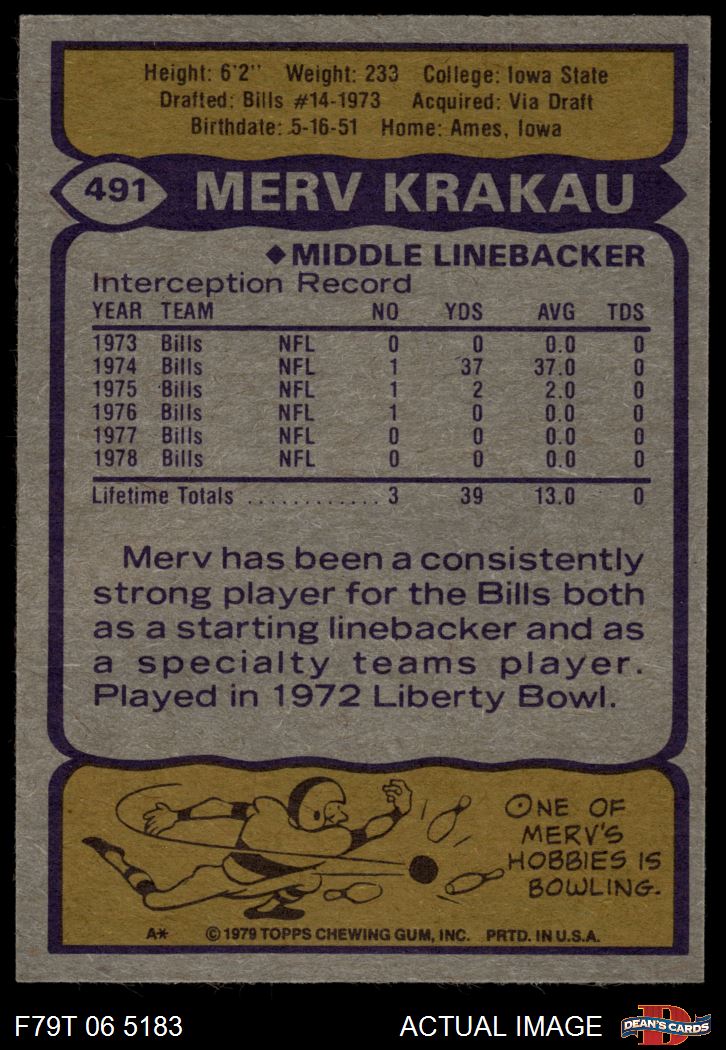 Height: 6'2" Weight: 233 College: Iowa State
Drafted: Bills #14-1973 Acquired: Via Draft
Birthdate: 5-16-51 Home: Ames, Iowa
491 MERV KRAKAU
◆MIDDLE LINEBACKER
Interception Record
YEAR TEAM NO YDS AVG TDS
1973 Bills NFL 0 0 0.0 0
1974 Bills NFL 1 37 37.0 0
1975 Bills NFL 1 2 2.0 0
1976 Bills NFL 1 0 0.0 0
1977 Bills NFL 0 0 0.0 0
1978 Bills NFL 0 0 0.0 0
Lifetime Totals ............ 3 39 13.0 0
Merv has been a consistently
strong player for the Bills both
as a starting linebacker and as
a specialty teams player.
Played in 1972 Liberty Bowl.
ONE OF
MERV'S
HOBBIES IS
BOWLING.
A* © 1979 TOPPS CHEWING GUM, INC. PRTD. IN U.S.A.
F79T 06 5183 ACTUAL IMAGE D DEAN'S CARDS